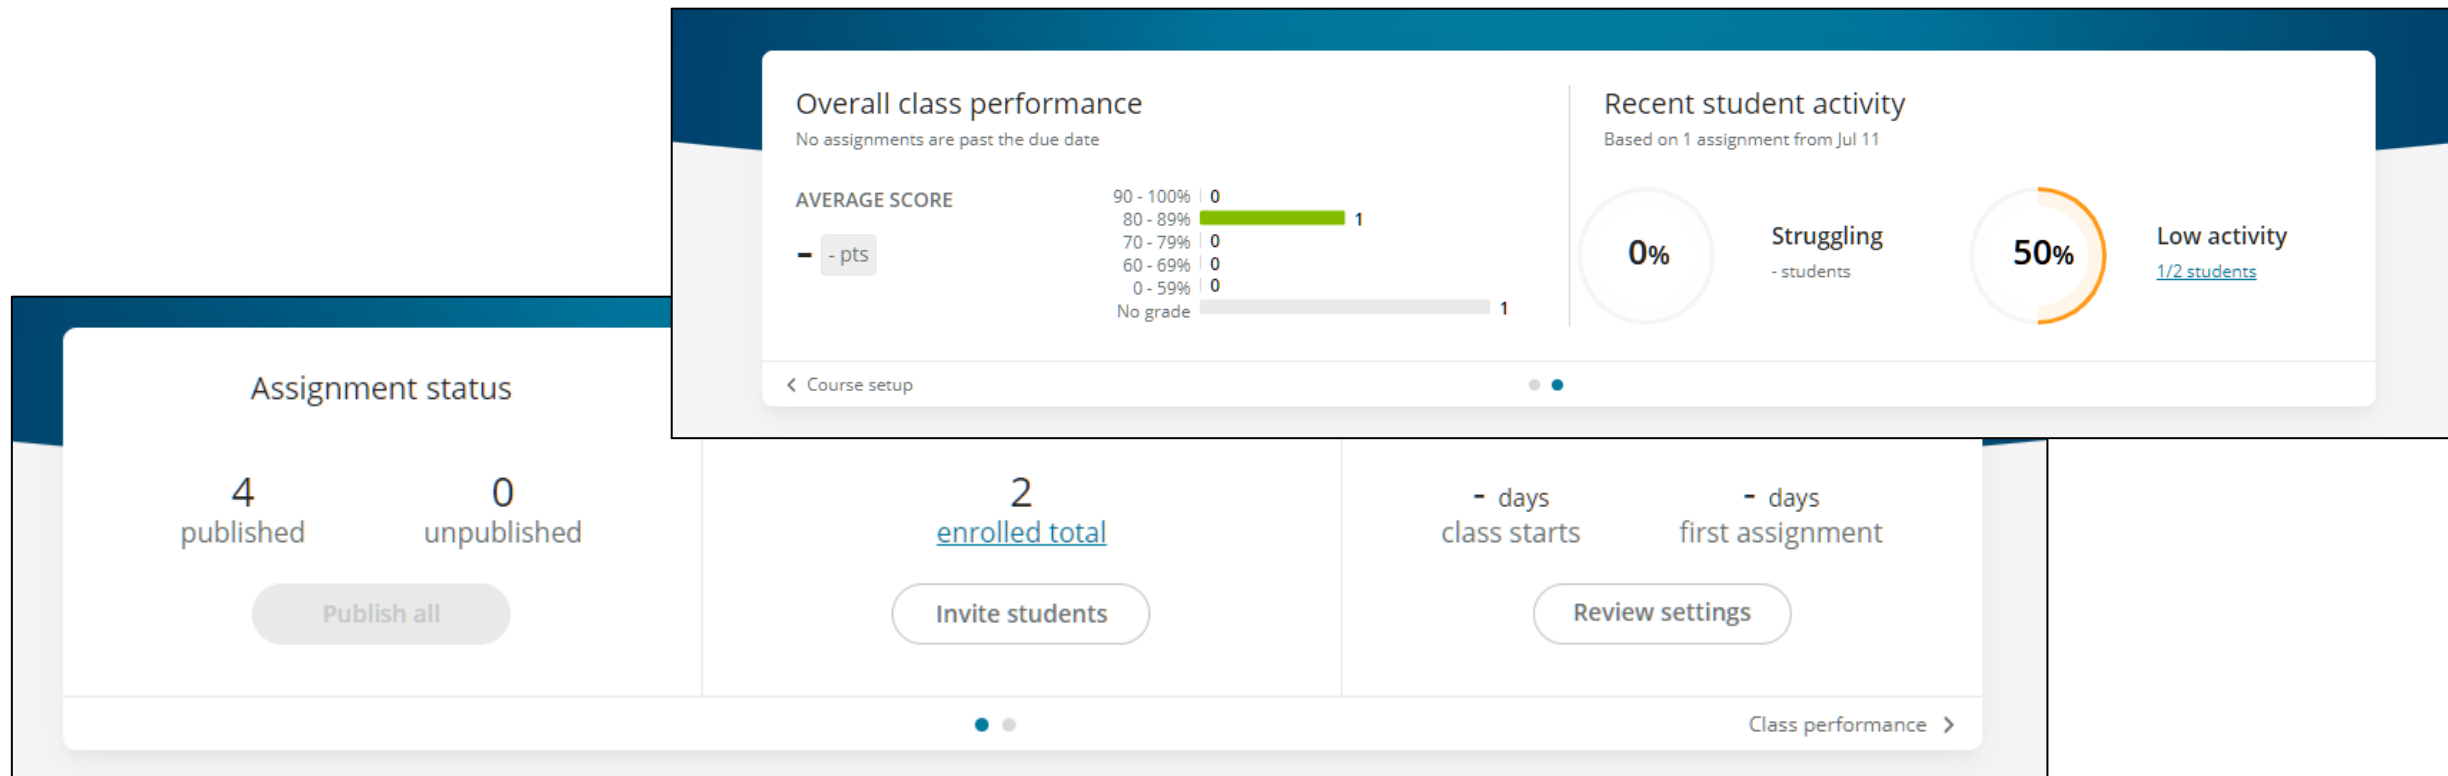 Overall class performance
No assignments are past the due date
AVERAGE SCORE
- - pts
90 - 100% 0
80 - 89% 1
70 - 79% 0
60 - 69% 0
0 - 59% 0
No grade 1
Recent student activity
Based on 1 assignment from Jul 11
0%
Struggling
- students
50%
Low activity
1/2 students
< Course setup
Assignment status
4
published
0
unpublished
Publish all
2
enrolled total
Invite students
- days
class starts
- days
first assignment
Review settings
Class performance >